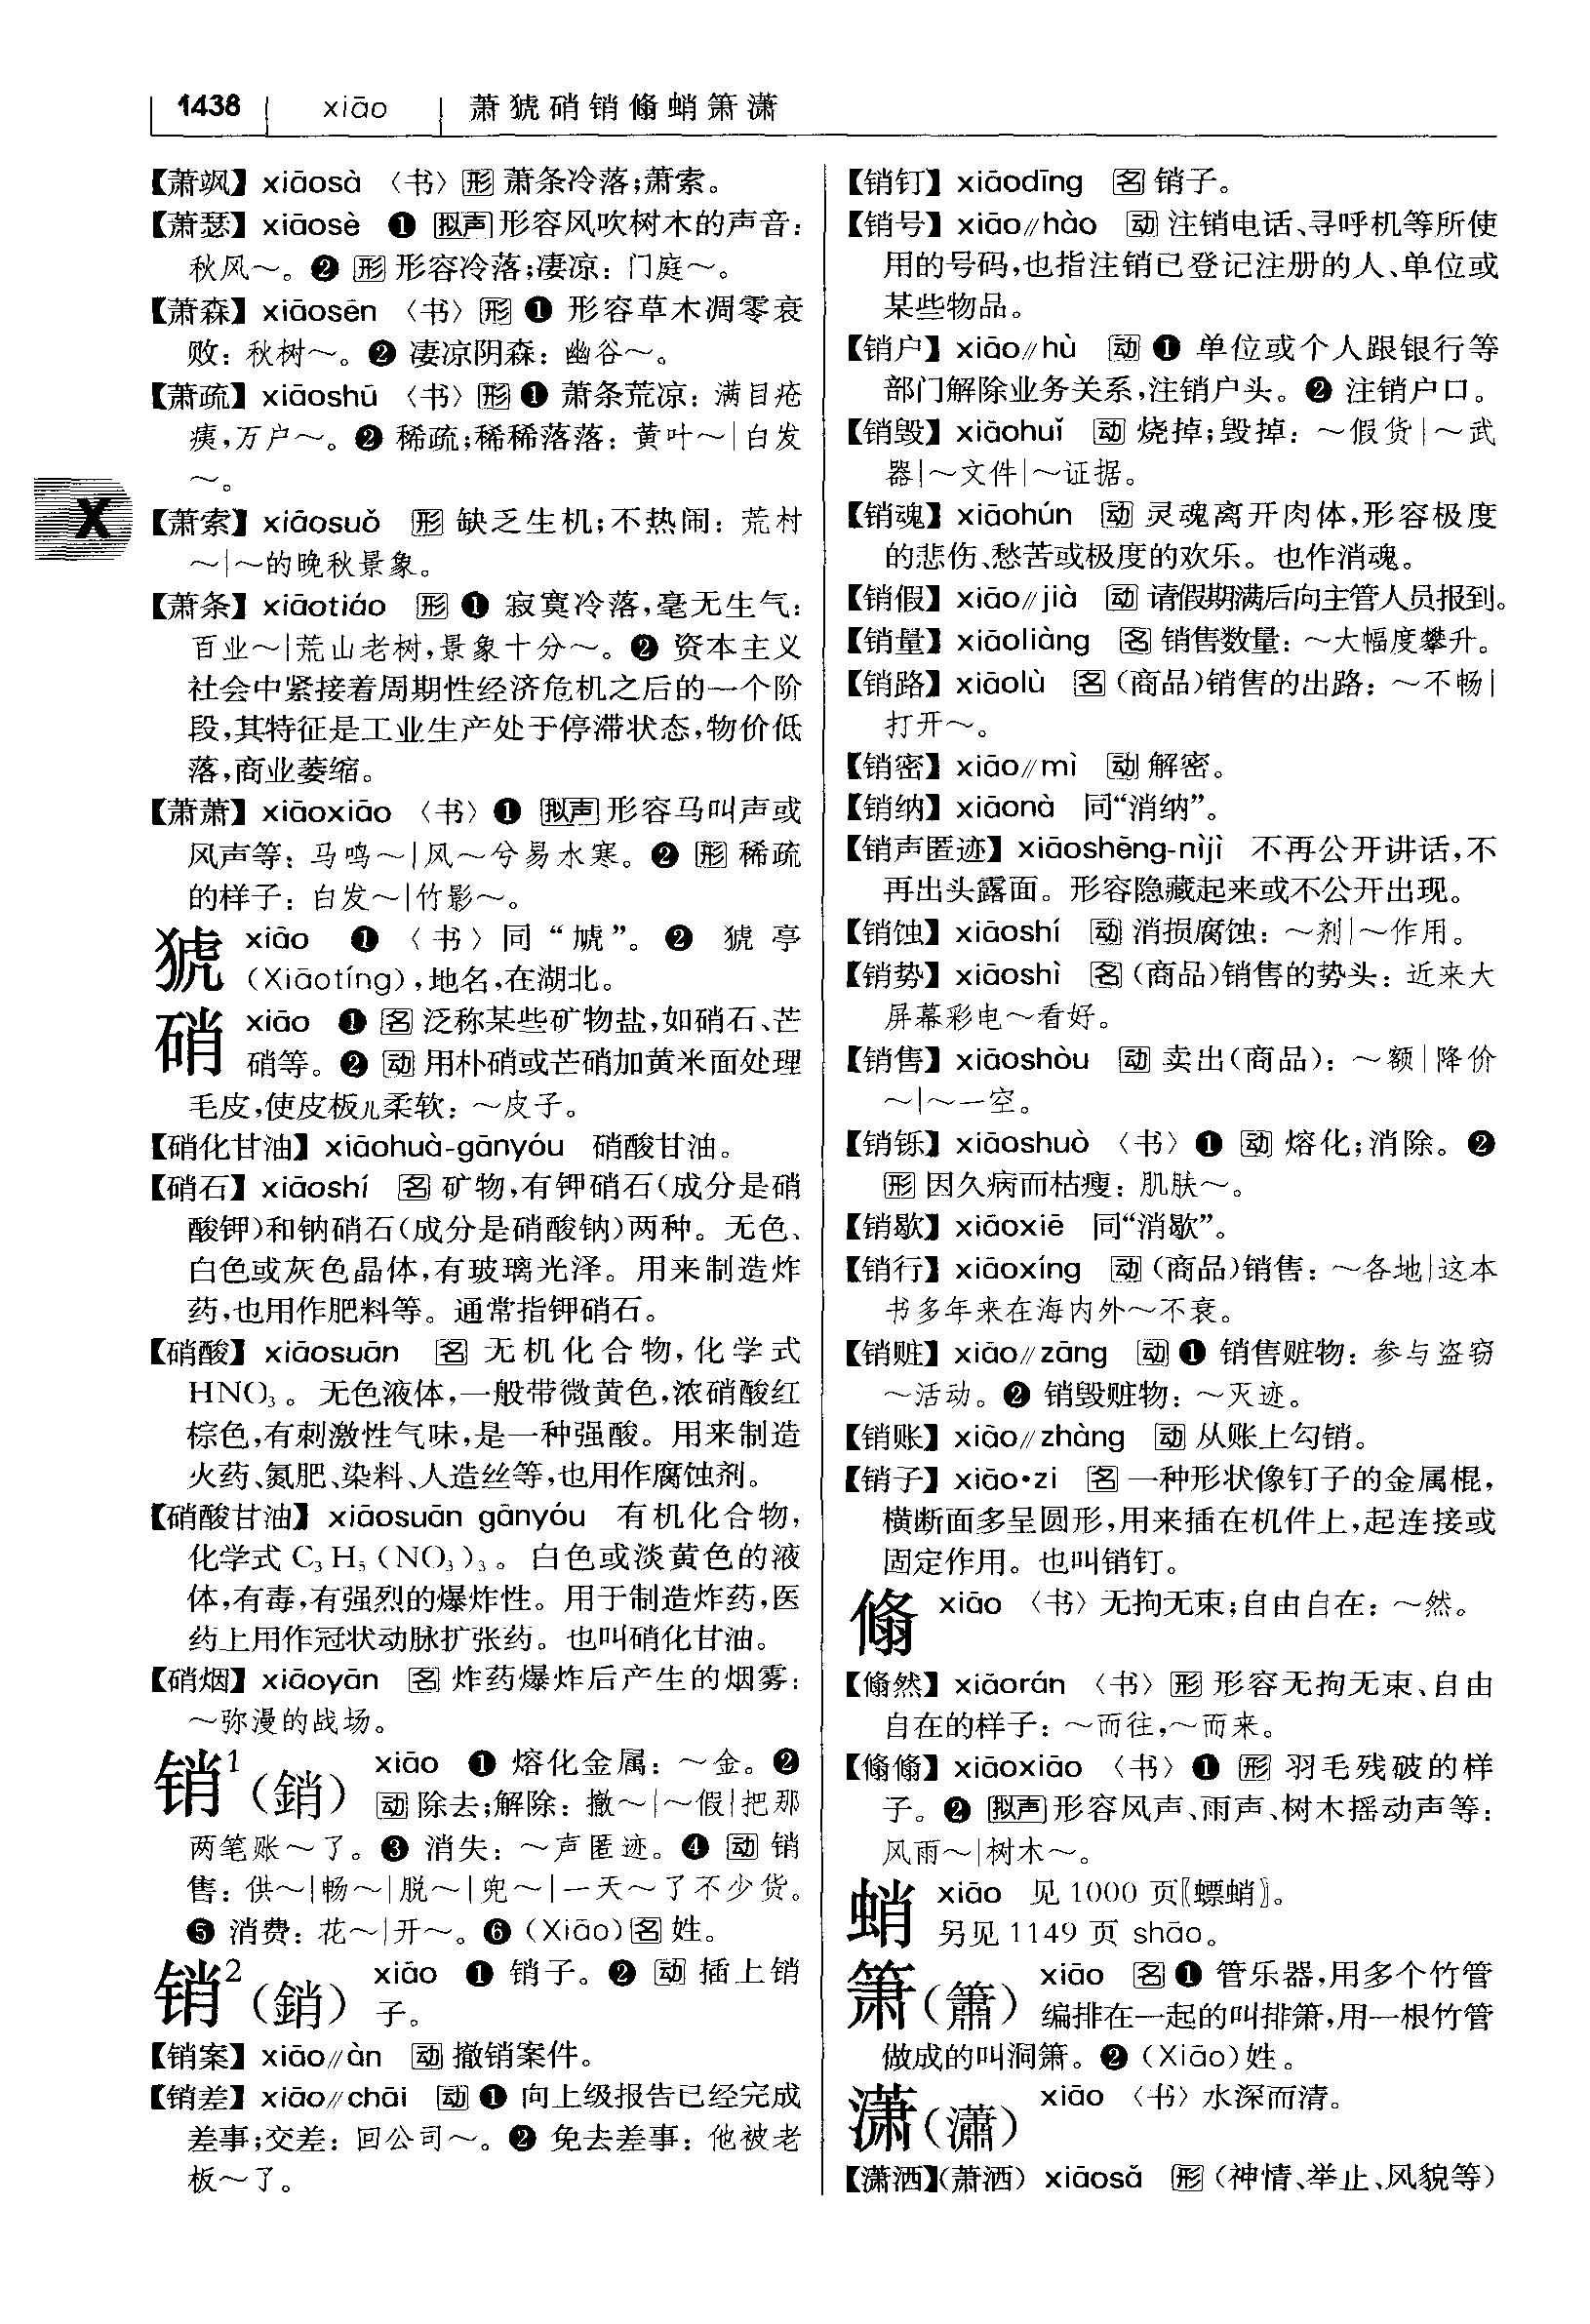 1438 xiāo 萧猇硝销翛蛸箫潇
【萧飒】 xiāosà 〈书〉 形 萧条冷落;萧索。
【萧瑟】 xiāosè ❶ 拟声 形容风吹树木的声音:
秋风～。❷ 形 形容冷落;凄凉: 门庭～。
【萧森】 xiāosēn 〈书〉 形 ❶ 形容草木凋零衰
败: 秋树～。❷ 凄凉阴森: 幽谷～。
【萧疏】 xiāoshū 〈书〉 形 ❶ 萧条荒凉: 满目疮
痍,万户～。❷ 稀疏;稀稀落落: 黄叶～|白发
～。
X
【萧索】 xiāosuǒ 形 缺乏生机;不热闹: 荒村
～|～的晚秋景象。
【萧条】 xiāotiáo 形 ❶ 寂寞冷落,毫无生气:
百业～|荒山老树,景象十分～。❷ 资本主义
社会中紧接着周期性经济危机之后的一个阶
段,其特征是工业生产处于停滞状态,物价低
落,商业萎缩。
【萧萧】 xiāoxiāo 〈书〉❶ 拟声 形容马叫声或
风声等: 马鸣～|风～兮易水寒。❷ 形 稀疏
的样子: 白发～|竹影～。
猇 xiāo ❶〈书〉同“虓”。❷ 猇亭
(Xiāotíng),地名,在湖北。
硝 xiāo ❶ 名 泛称某些矿物盐,如硝石、芒
硝等。❷ 动 用朴硝或芒硝加黄米面处理
毛皮,使皮板儿柔软: ～皮子。
【硝化甘油】 xiāohuà-gānyóu 硝酸甘油。
【硝石】 xiāoshí 名 矿物,有钾硝石(成分是硝
酸钾)和钠硝石(成分是硝酸钠)两种。无色、
白色或灰色晶体,有玻璃光泽。用来制造炸
药,也用作肥料等。通常指钾硝石。
【硝酸】 xiāosuān 名 无机化合物,化学式
HNO₃。无色液体,一般带微黄色,浓硝酸红
棕色,有刺激性气味,是一种强酸。用来制造
火药、氮肥、染料、人造丝等,也用作腐蚀剂。
【硝酸甘油】 xiāosuān gānyóu 有机化合物,
化学式 C₃H₅(NO₃)₃。白色或淡黄色的液
体,有毒,有强烈的爆炸性。用于制造炸药,医
药上用作冠状动脉扩张药。也叫硝化甘油。
【硝烟】 xiāoyān 名 炸药爆炸后产生的烟雾:
～弥漫的战场。
销¹(銷) xiāo ❶ 熔化金属: ～金。❷
动 除去;解除: 撤～|～假|把那
两笔账～了。❸ 消失: ～声匿迹。❹ 动 销
售: 供～|畅～|脱～|兜～|一天～了不少货。
❺ 消费: 花～|开～。❻ (Xiāo) 名 姓。
销²(銷) xiāo ❶ 销子。❷ 动 插上销
子。
【销案】 xiāo//àn 动 撤销案件。
【销差】 xiāo//chāi 动 ❶ 向上级报告已经完成
差事;交差: 回公司～。❷ 免去差事: 他被老
板～了。
【销钉】 xiāodīng 名 销子。
【销号】 xiāo//hào 动 注销电话、寻呼机等所使
用的号码,也指注销已登记注册的人、单位或
某些物品。
【销户】 xiāo//hù 动 ❶ 单位或个人跟银行等
部门解除业务关系,注销户头。❷ 注销户口。
【销毁】 xiāohuǐ 动 烧掉;毁掉: ～假货|～武
器|～文件|～证据。
【销魂】 xiāohún 动 灵魂离开肉体,形容极度
的悲伤、愁苦或极度的欢乐。也作消魂。
【销假】 xiāo//jià 动 请假期满后向主管人员报到。
【销量】 xiāoliàng 名 销售数量: ～大幅度攀升。
【销路】 xiāolù 名 (商品)销售的出路: ～不畅|
打开～。
【销密】 xiāo//mì 动 解密。
【销纳】 xiāonà 同“消纳”。
【销声匿迹】 xiāoshēng-nìjì 不再公开讲话,不
再出头露面。形容隐藏起来或不公开出现。
【销蚀】 xiāoshí 动 消损腐蚀: ～剂|～作用。
【销势】 xiāoshì 名 (商品)销售的势头: 近来大
屏幕彩电～看好。
【销售】 xiāoshòu 动 卖出(商品): ～额|降价
～|～一空。
【销铄】 xiāoshuò 〈书〉❶ 动 熔化;消除。❷
形 因久病而枯瘦: 肌肤～。
【销歇】 xiāoxiē 同“消歇”。
【销行】 xiāoxíng 动 (商品)销售: ～各地|这本
书多年来在海内外～不衰。
【销赃】 xiāo//zāng 动 ❶ 销售赃物: 参与盗窃
～活动。❷ 销毁赃物: ～灭迹。
【销账】 xiāo//zhàng 动 从账上勾销。
【销子】 xiāo·zi 名 一种形状像钉子的金属棍,
横断面多呈圆形,用来插在机件上,起连接或
固定作用。也叫销钉。
翛 xiāo 〈书〉无拘无束;自由自在: ～然。
【翛然】 xiāorán 〈书〉 形 形容无拘无束、自由
自在的样子: ～而往,～而来。
【翛翛】 xiāoxiāo 〈书〉❶ 形 羽毛残破的样
子。❷ 拟声 形容风声、雨声、树木摇动声等:
风雨～|树木～。
蛸 xiāo 见 1000 页〖螵蛸〗。
另见 1149 页 shāo。
箫(簫) xiāo 名 ❶ 管乐器,用多个竹管
编排在一起的叫排箫,用一根竹管
做成的叫洞箫。❷ (Xiāo)姓。
潇(瀟) xiāo 〈书〉水深而清。
【潇洒】(萧洒) xiāosǎ 形 (神情、举止、风貌等)